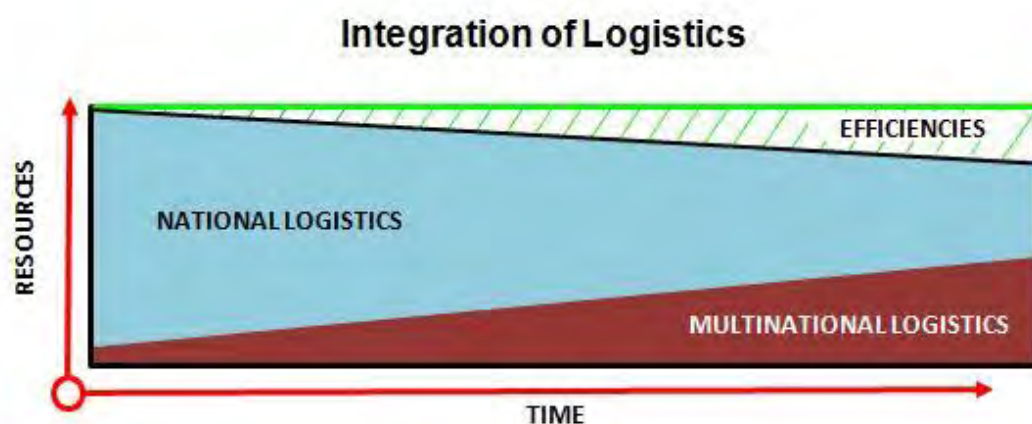 Integration of Logistics
EFFICIENCIES
RESOURCES
NATIONAL LOGISTICS
MULTINATIONAL LOGISTICS
TIME